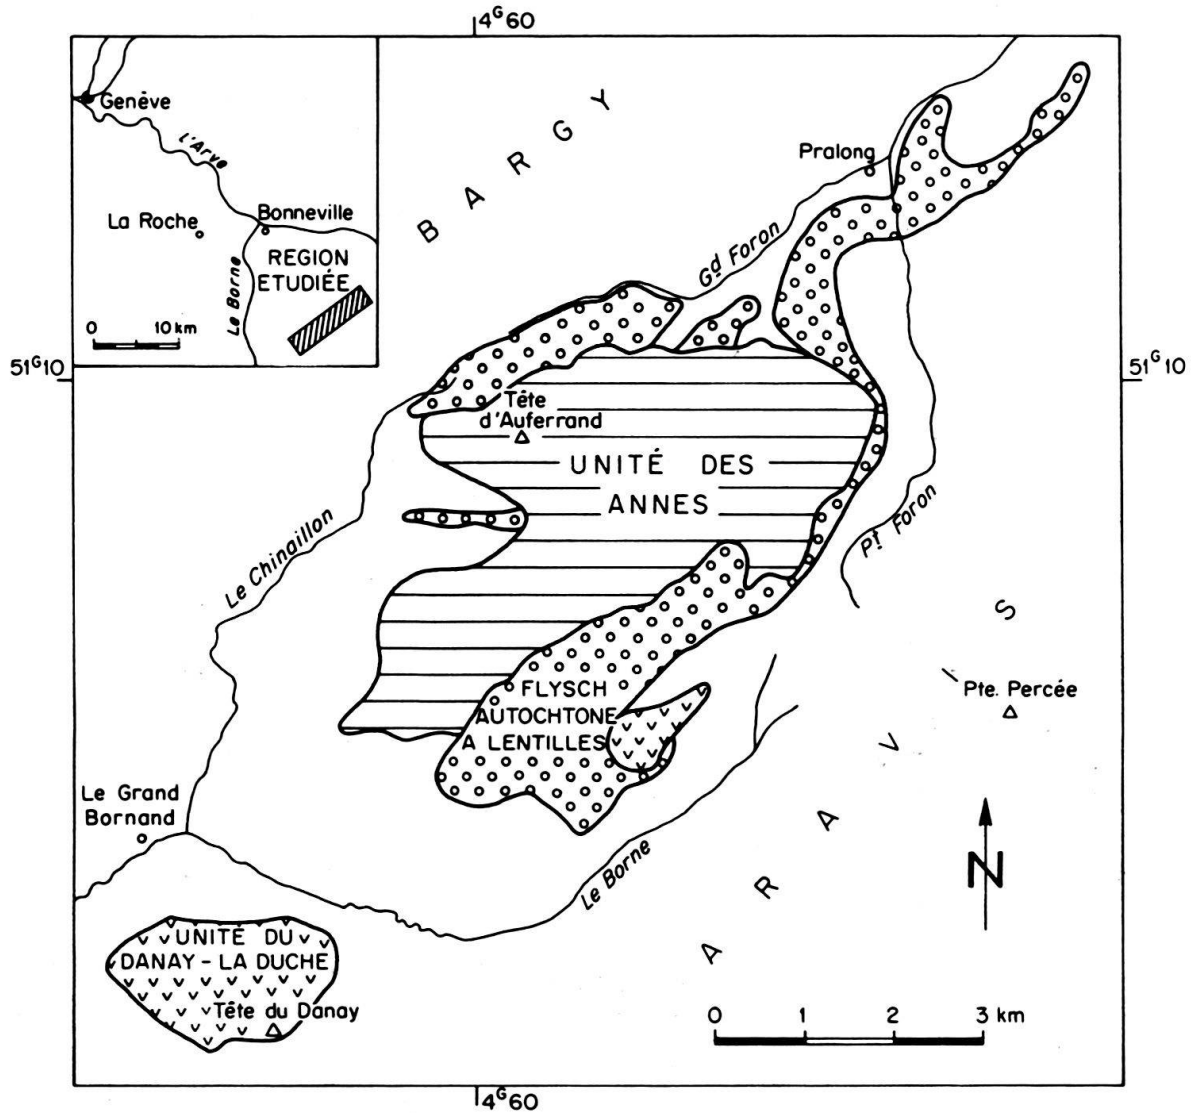 4ᴳ60
Genève
L'Arve
La Roche
Bonneville
REGION
ETUDIÉE
Le Borne
0 10 km
B A R G Y
Pralong
Gᵈ Foron
51ᴳ10
51ᴳ10
Tête
d'Auferrand
UNITÉ DES
ANNES
Le Chinaillon
Pᵗ Foron
Pte. Percée
FLYSCH
AUTOCHTONE
A LENTILLES
Le Grand
Bornand
A R A V S
Le Borne
N
UNITÉ DU
DANAY - LA DUCHE
Tête du Danay
0 1 2 3 km
4ᴳ60